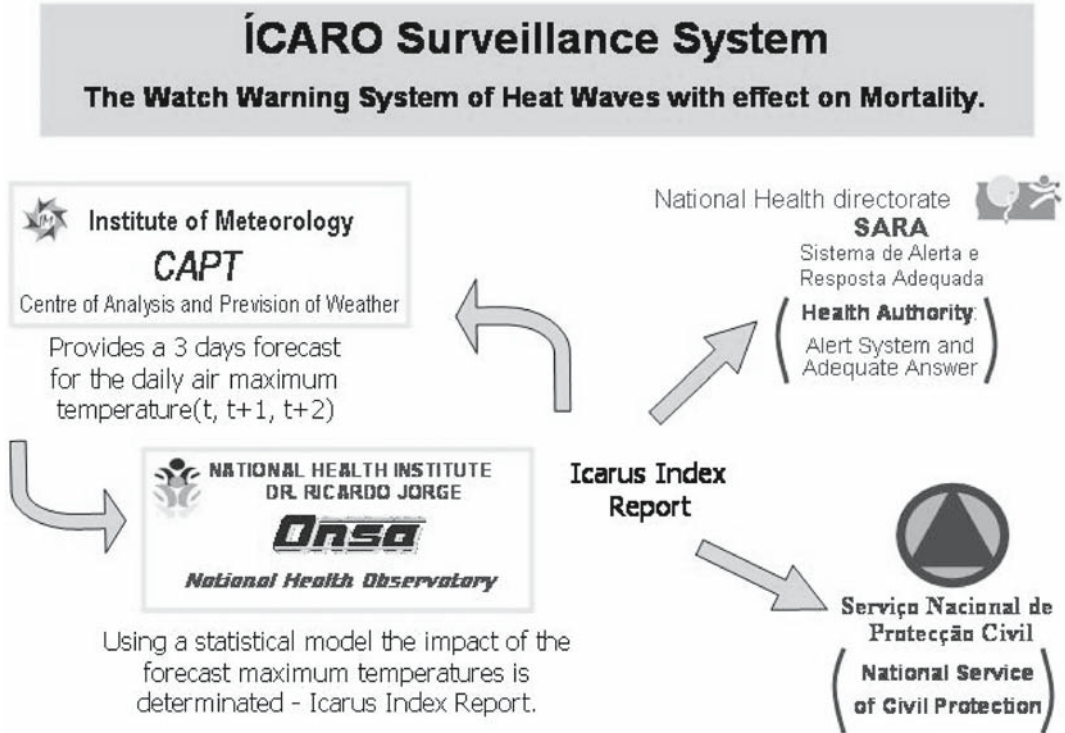 ÍCARO Surveillance System
The Watch Warning System of Heat Waves with effect on Mortality.
IM
Institute of Meteorology
CAPT
Centre of Analysis and Prevision of Weather
Provides a 3 days forecast
for the daily air maximum
temperature(t, t+1, t+2)
NATIONAL HEALTH INSTITUTE
DR. RICARDO JORGE
Onsa
National Health Observatory
Using a statistical model the impact of the
forecast maximum temperatures is
determined - Icarus Index Report.
Icarus Index
Report
National Health directorate
SARA
Sistema de Alerta e
Resposta Adequada
Health Authority:
Alert System and
Adequate Answer
Serviço Nacional de
Protecção Civil
National Service
of Civil Protection